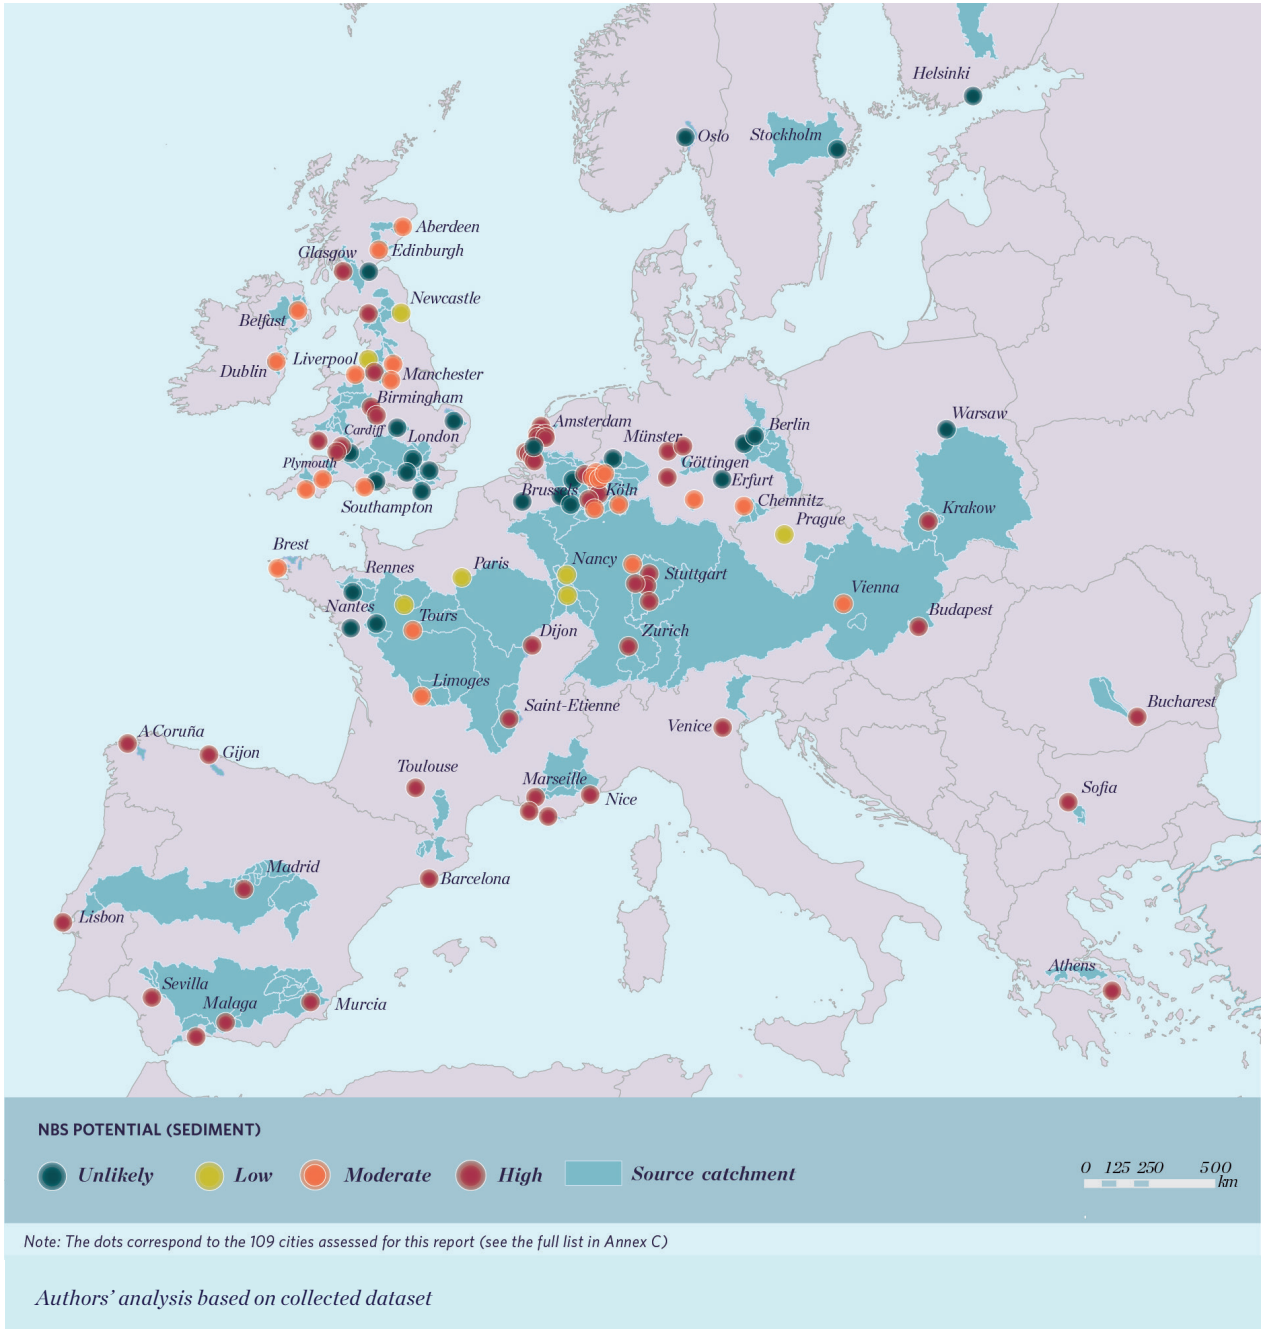 Helsinki
Oslo
Stockholm
Aberdeen
Edinburgh
Glasgow
Newcastle
Belfast
Liverpool
Dublin
Manchester
Birmingham
Warsaw
Amsterdam
Berlin
Cardiff
London
Münster
Plymouth
Göttingen
Erfurt
Brussels
Köln
Chemnitz
Southampton
Krakow
Prague
Brest
Nancy
Paris
Rennes
Stuttgart
Vienna
Nantes
Tours
Budapest
Dijon
Zurich
Limoges
Saint-Etienne
Bucharest
Venice
A Coruña
Gijon
Toulouse
Marseille
Nice
Sofia
Madrid
Barcelona
Lisbon
Athens
Sevilla
Malaga
Murcia
NBS POTENTIAL (SEDIMENT)
Unlikely Low Moderate High Source catchment
0 125 250 500
km
Note: The dots correspond to the 109 cities assessed for this report (see the full list in Annex C)
Authors’ analysis based on collected dataset